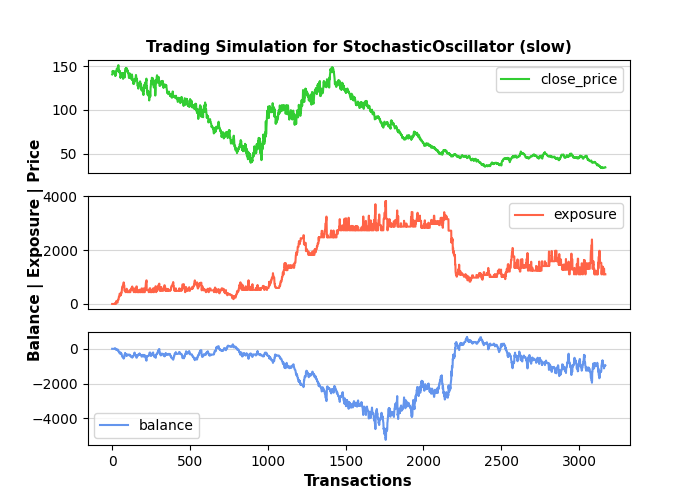 Trading Simulation for StochasticOscillator (slow)
150
100
50
close_price
4000
2000
0
exposure
0
−2000
−4000
balance
0
500
1000
1500
2000
2500
3000
Transactions
Balance | Exposure | Price